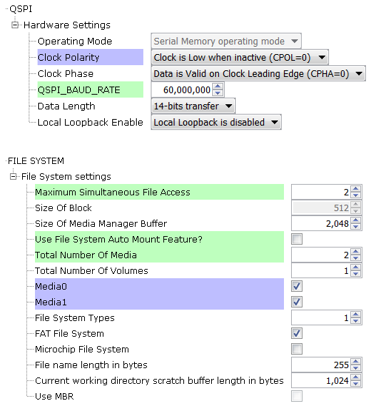 QSPI
Hardware Settings
Operating Mode Serial Memory operating mode
Clock Polarity Clock is Low when inactive (CPOL=0)
Clock Phase Data is Valid on Clock Leading Edge (CPHA=0)
QSPI_BAUD_RATE 60,000,000
Data Length 14-bits transfer
Local Loopback Enable Local Loopback is disabled
FILE SYSTEM
File System settings
Maximum Simultaneous File Access 2
Size Of Block 512
Size Of Media Manager Buffer 2,048
Use File System Auto Mount Feature?
Total Number Of Media 2
Total Number Of Volumes 1
Media0
Media1
File System Types 1
FAT File System
Microchip File System
File name length in bytes 255
Current working directory scratch buffer length in bytes 1,024
Use MBR